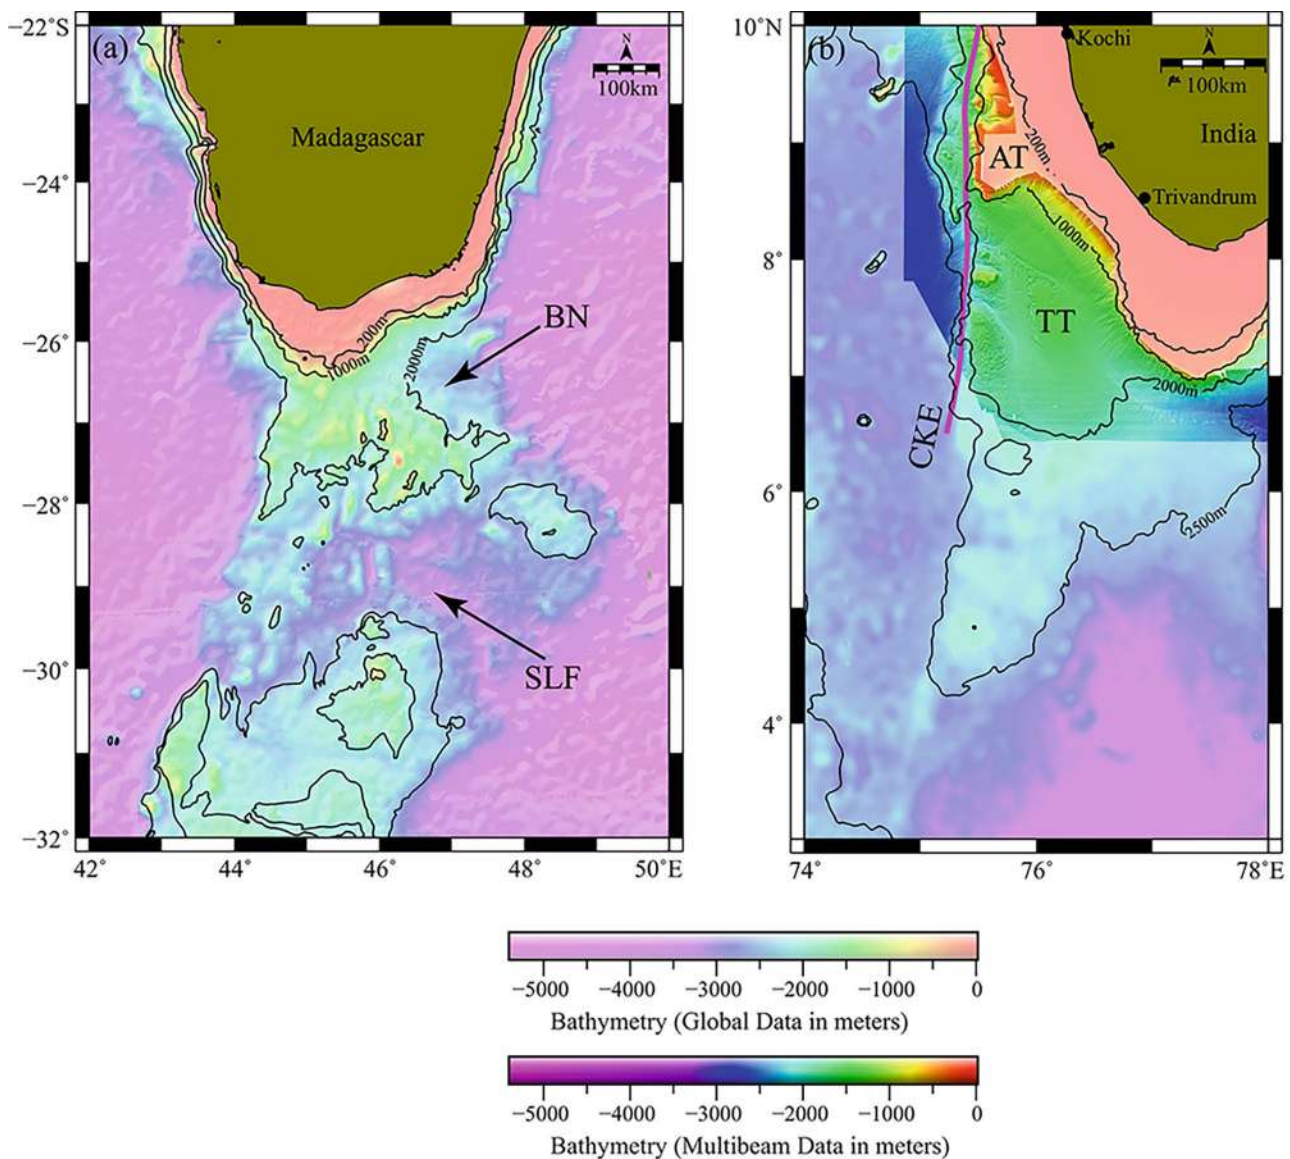 (a)
N
100km
Madagascar
BN
200m
1000m
2000m
SLF
−22°S
−24°
−26°
−28°
−30°
−32°
42°
44°
46°
48°
50°E
(b)
N
100km
Kochi
India
AT
200m
Trivandrum
1000m
TT
2000m
CKE
2500m
10°N
8°
6°
4°
74°
76°
78°E
−5000 −4000 −3000 −2000 −1000 0
Bathymetry (Global Data in meters)
−5000 −4000 −3000 −2000 −1000 0
Bathymetry (Multibeam Data in meters)